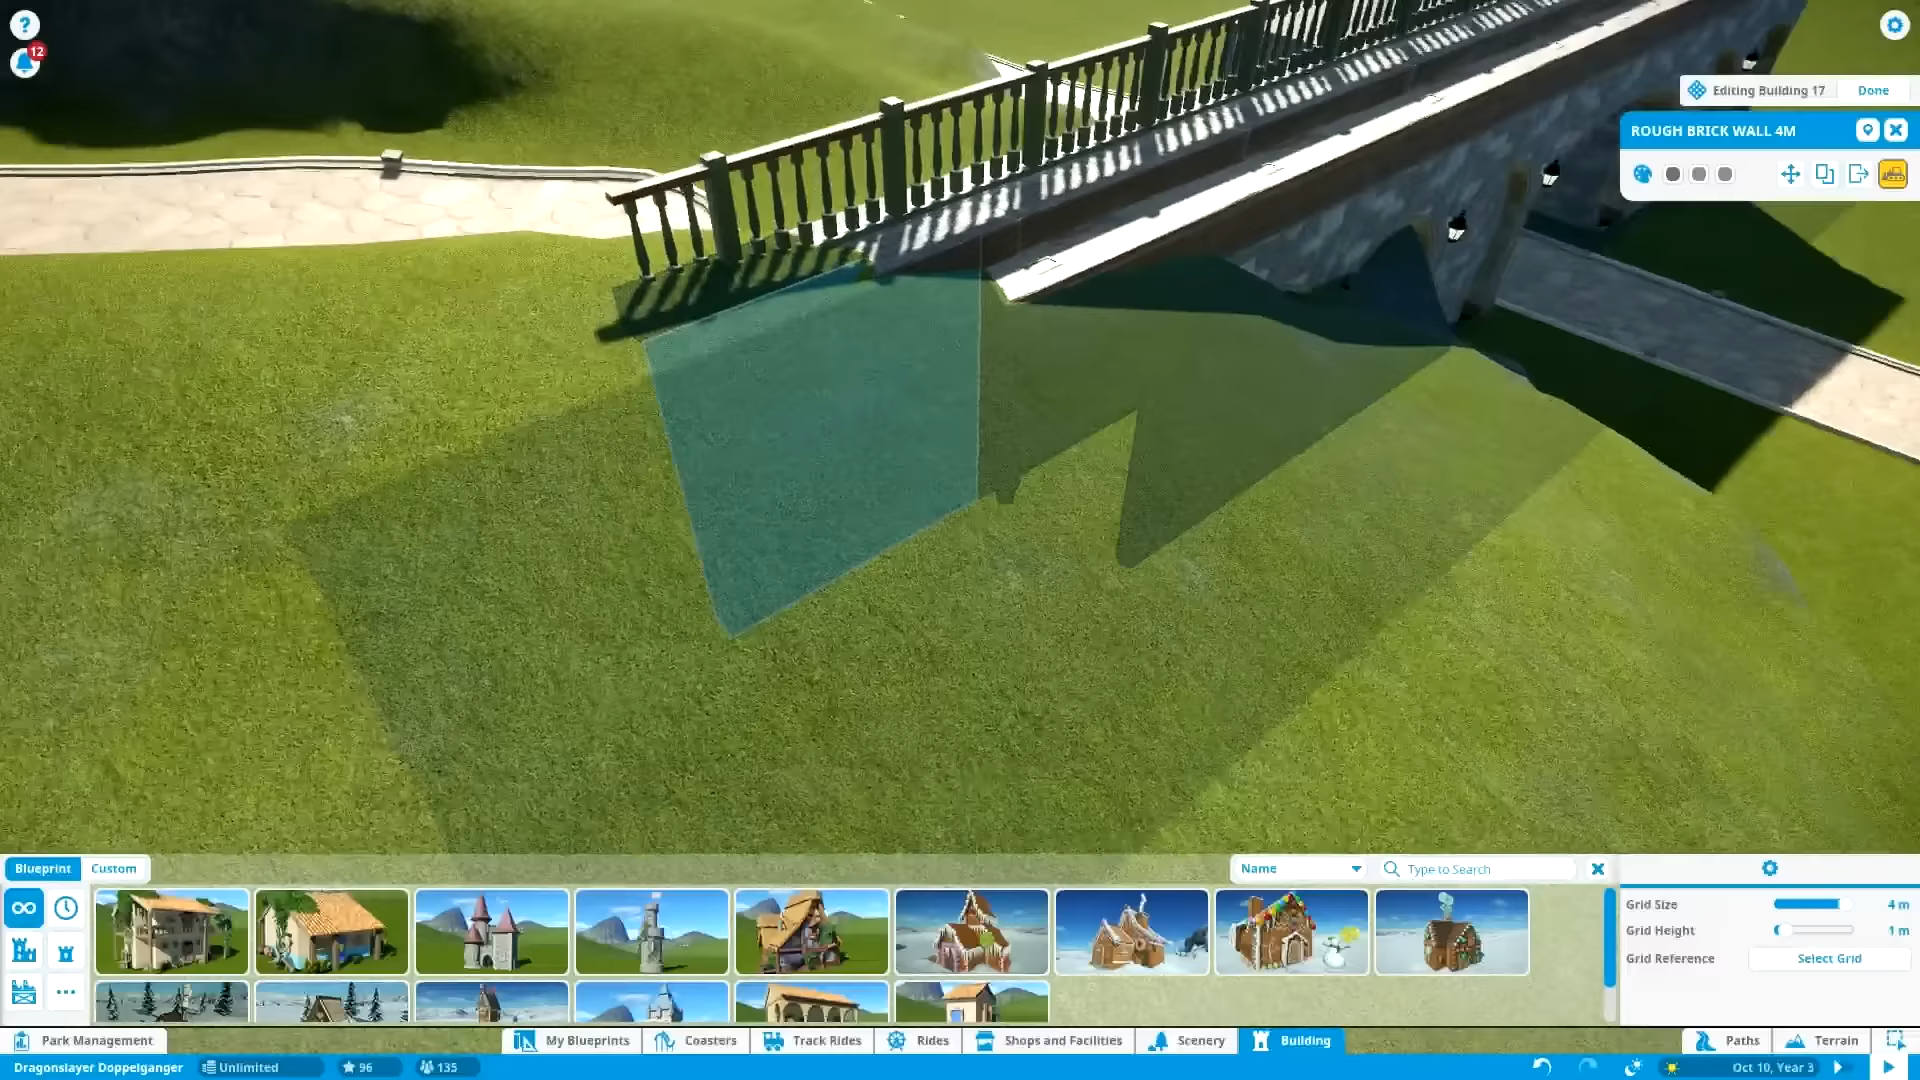 ?
12
Editing Building 17
Done
ROUGH BRICK WALL 4M
Blueprint
Custom
Name
Type to Search
Grid Size
4 m
Grid Height
1 m
Grid Reference
Select Grid
Park Management
My Blueprints
Coasters
Track Rides
Rides
Shops and Facilities
Scenery
Building
Paths
Terrain
Dragonslayer Doppelganger
Unlimited
96
135
Oct 10, Year 3